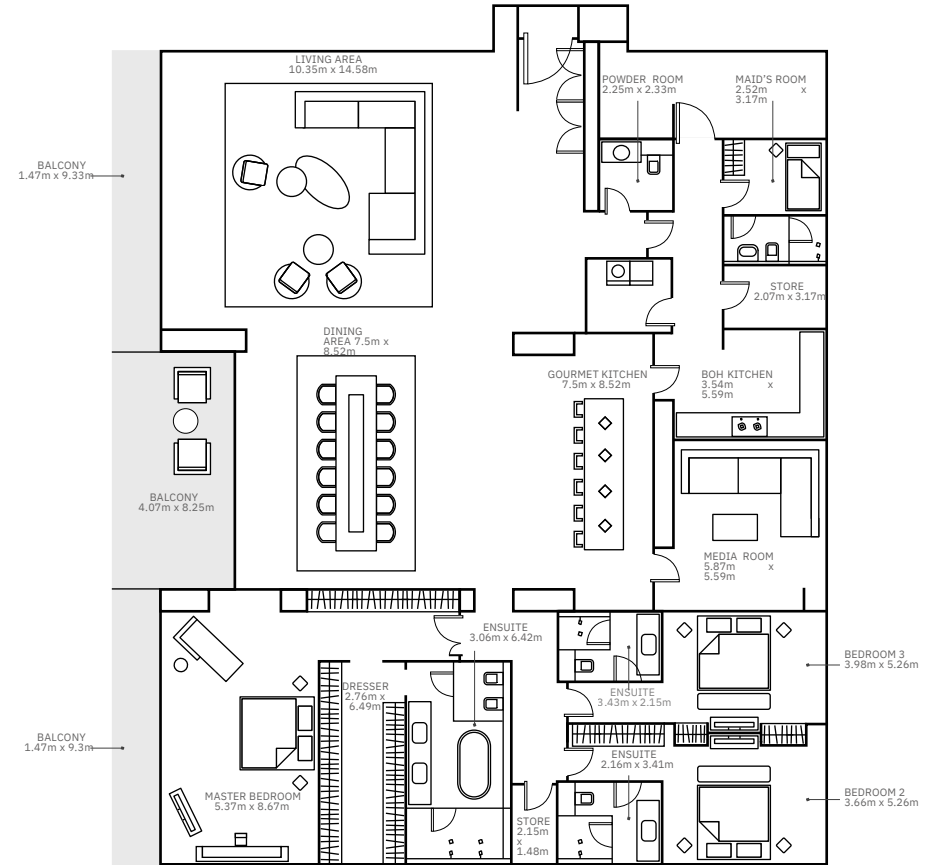 LIVING AREA
10.35m x 14.58m
POWDER ROOM
2.25m x 2.33m
MAID'S ROOM
2.52m x
3.17m
BALCONY
1.47m x 9.33m
STORE
2.07m x 3.17m
DINING
AREA 7.5m x
8.52m
GOURMET KITCHEN
7.5m x 8.52m
BOH KITCHEN
3.54m x
5.59m
BALCONY
4.07m x 8.25m
MEDIA ROOM
5.87m x
5.59m
ENSUITE
3.06m x 6.42m
BEDROOM 3
3.98m x 5.26m
DRESSER
2.76m x
6.49m
ENSUITE
3.43m x 2.15m
BALCONY
1.47m x 9.3m
ENSUITE
2.16m x 3.41m
MASTER BEDROOM
5.37m x 8.67m
BEDROOM 2
3.66m x 5.26m
STORE
2.15m
x
1.48m